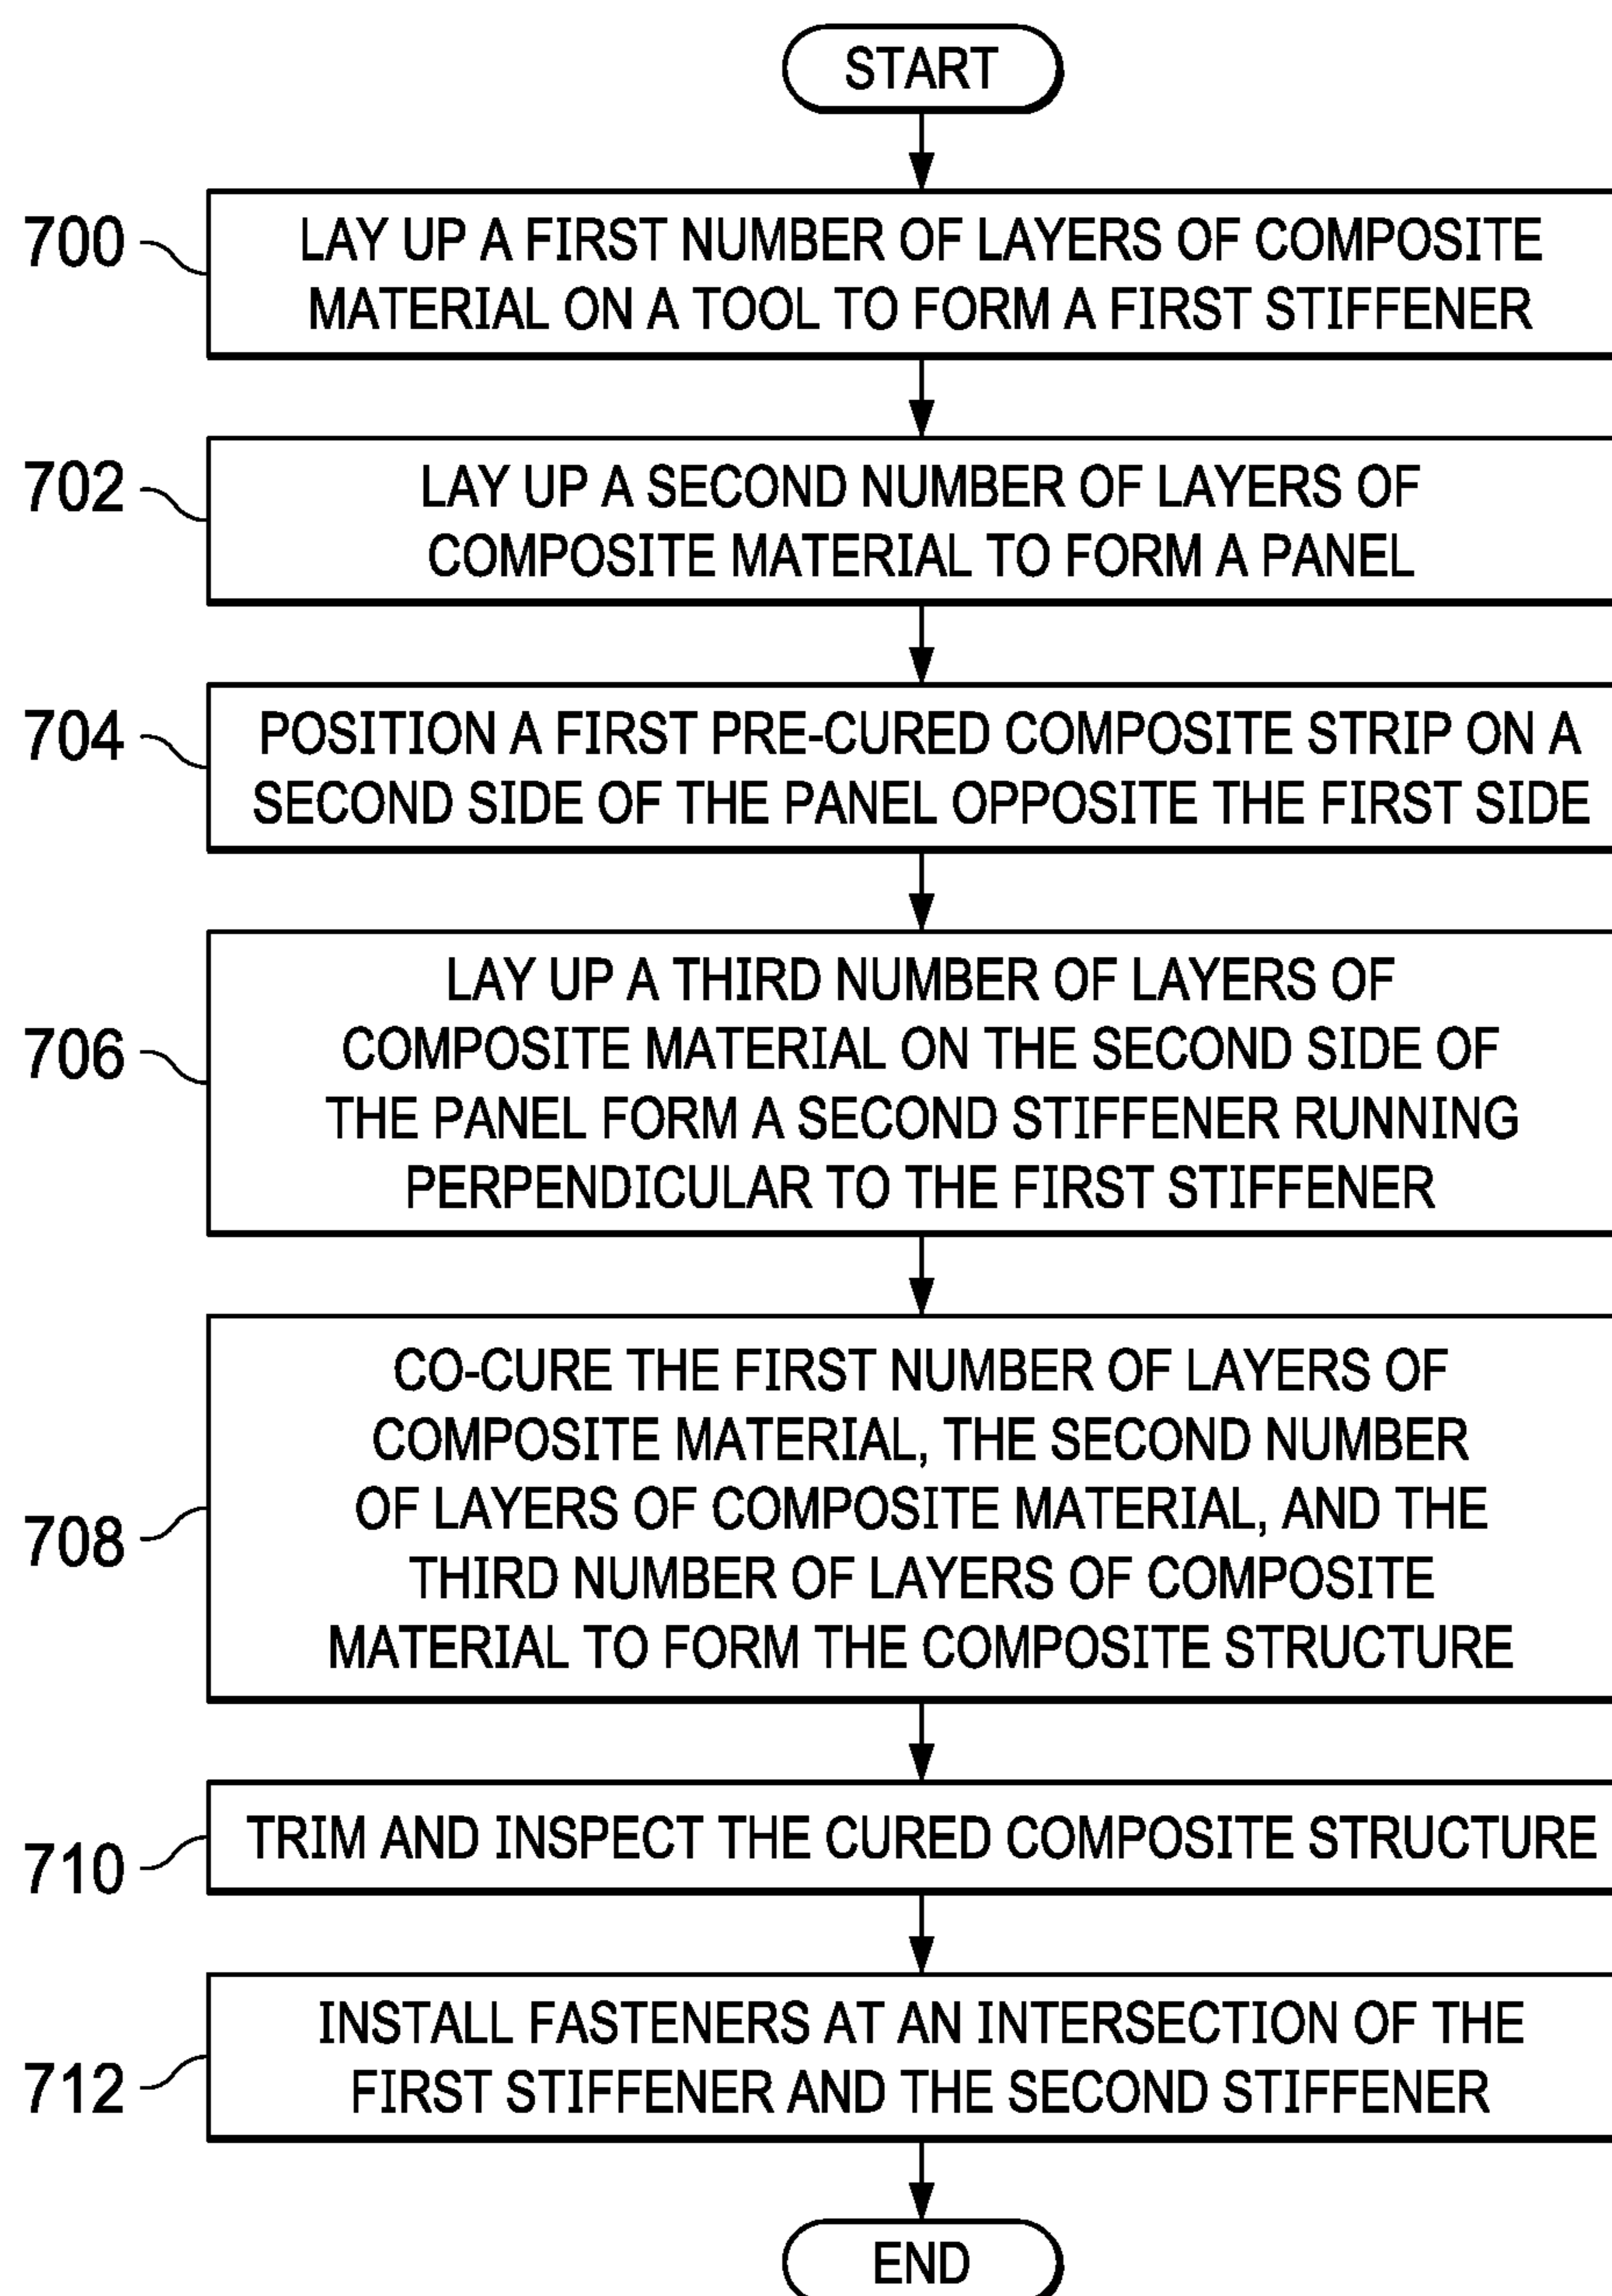 START
700
LAY UP A FIRST NUMBER OF LAYERS OF COMPOSITE
MATERIAL ON A TOOL TO FORM A FIRST STIFFENER
702
LAY UP A SECOND NUMBER OF LAYERS OF
COMPOSITE MATERIAL TO FORM A PANEL
704
POSITION A FIRST PRE-CURED COMPOSITE STRIP ON A
SECOND SIDE OF THE PANEL OPPOSITE THE FIRST SIDE
706
LAY UP A THIRD NUMBER OF LAYERS OF
COMPOSITE MATERIAL ON THE SECOND SIDE OF
THE PANEL FORM A SECOND STIFFENER RUNNING
PERPENDICULAR TO THE FIRST STIFFENER
708
CO-CURE THE FIRST NUMBER OF LAYERS OF
COMPOSITE MATERIAL, THE SECOND NUMBER
OF LAYERS OF COMPOSITE MATERIAL, AND THE
THIRD NUMBER OF LAYERS OF COMPOSITE
MATERIAL TO FORM THE COMPOSITE STRUCTURE
710
TRIM AND INSPECT THE CURED COMPOSITE STRUCTURE
712
INSTALL FASTENERS AT AN INTERSECTION OF THE
FIRST STIFFENER AND THE SECOND STIFFENER
END